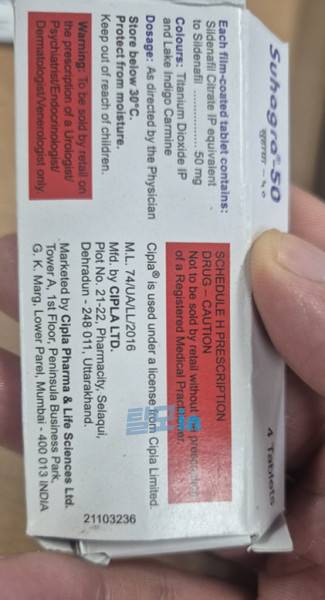 Suhagra® 50
सुहागरा - ५०
4 Tablets
Each film-coated tablet contains:
Sildenafil Citrate IP equivalent
to Sildenafil .................. 50 mg
Colours: Titanium Dioxide IP
and Lake Indigo Carmine
Dosage: As directed by the Physician
Store below 30°C.
Protect from moisture.
Keep out of reach of children.
Warning: To be sold by retail on
the prescription of a Urologist/
Psychiatrist/Endocrinologist/
Dermatologist/Venerologist only.
SCHEDULE H PRESCRIPTION
DRUG – CAUTION
Not to be sold by retail without prescription
of a Registered Medical Practitioner.
Cipla® is used under a license from Cipla Limited.
M.L. 74/UA/LL/2016
Mfd. by CIPLA LTD.
Plot No. 21-22, Pharmacity, Selaqui,
Dehradun - 248 011, Uttarakhand.
Marketed by Cipla Pharma & Life Sciences Ltd.
Tower A, 1st Floor, Peninsula Business Park,
G. K. Marg, Lower Parel, Mumbai - 400 013 INDIA
21103236